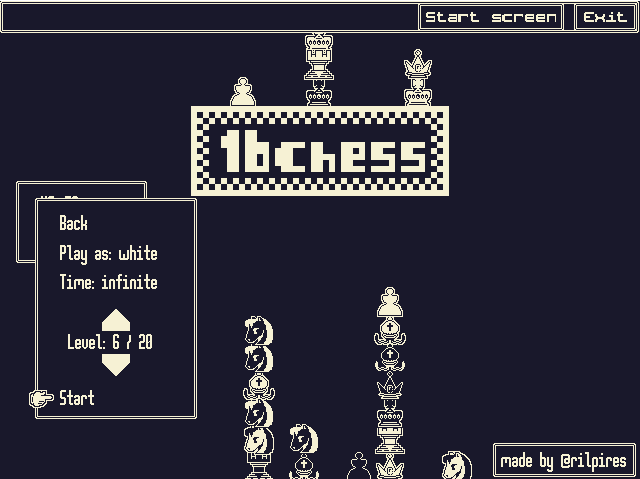 Start screen
Exit
1bchess
Back
Play as: white
Time: infinite
Level: 6 / 20
Start
made by @rilpires